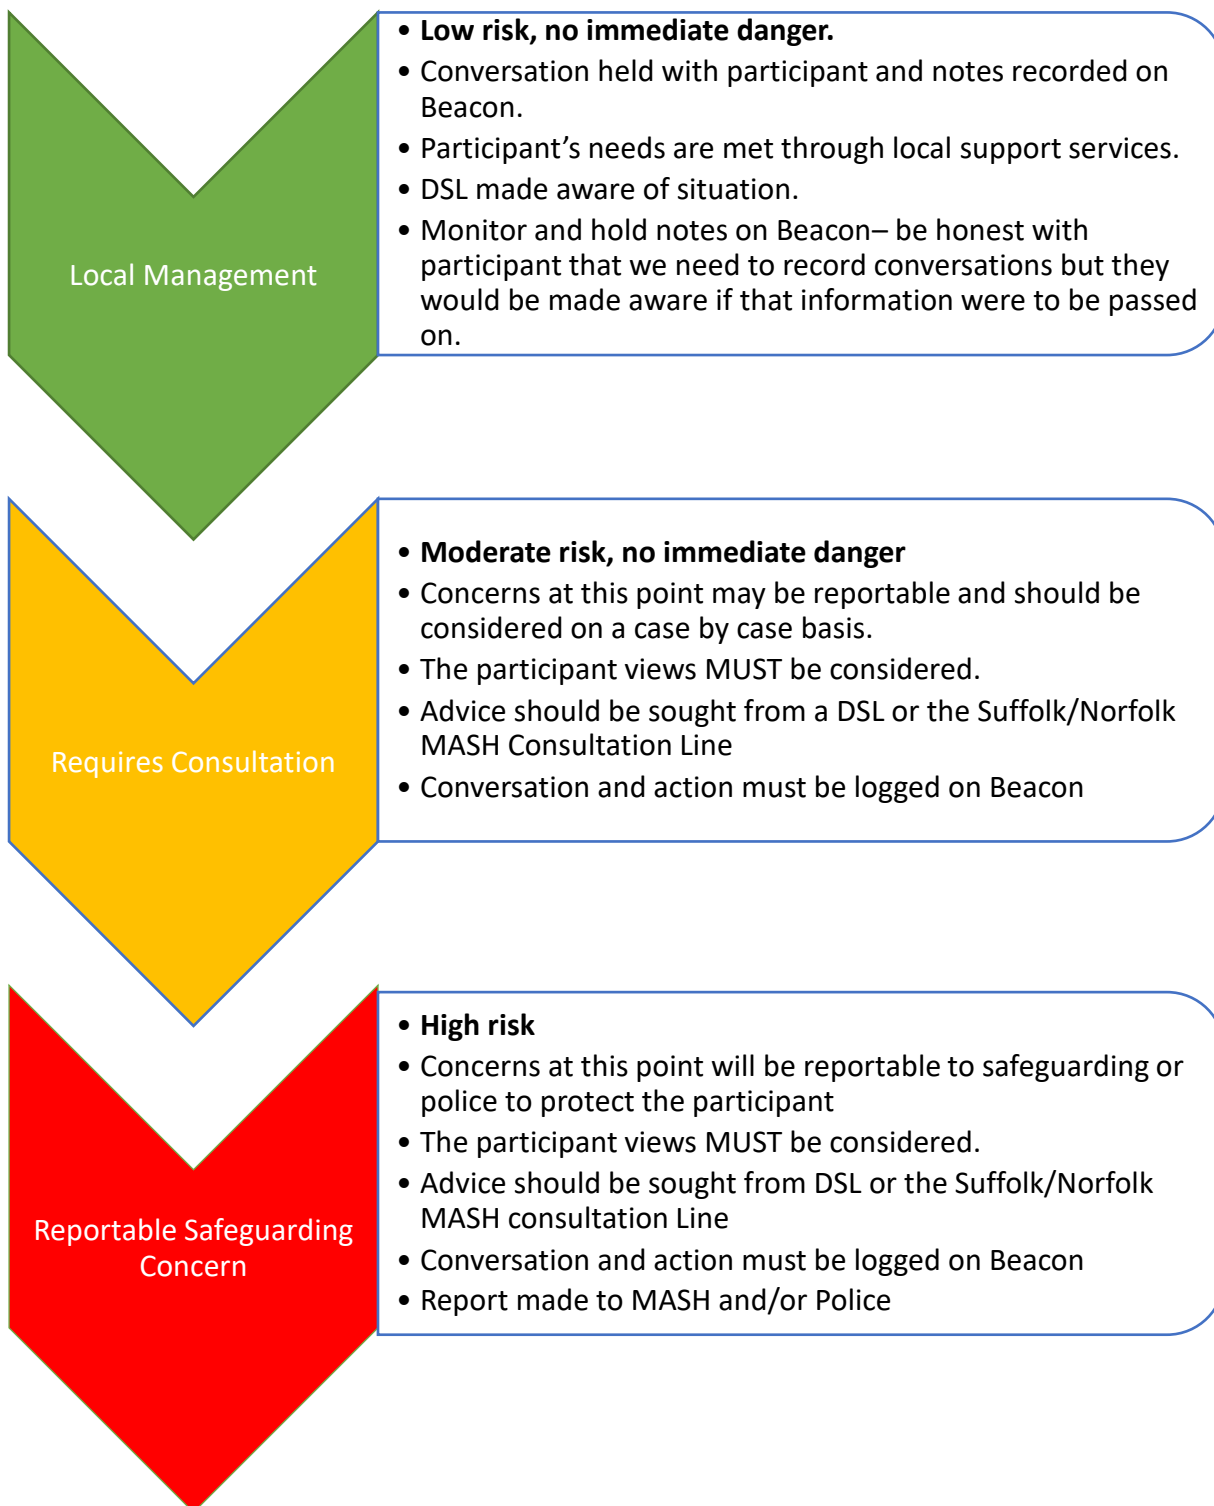 Local Management
• Low risk, no immediate danger.
• Conversation held with participant and notes recorded on
Beacon.
• Participant’s needs are met through local support services.
• DSL made aware of situation.
• Monitor and hold notes on Beacon– be honest with
participant that we need to record conversations but they
would be made aware if that information were to be passed
on.
Requires Consultation
• Moderate risk, no immediate danger
• Concerns at this point may be reportable and should be
considered on a case by case basis.
• The participant views MUST be considered.
• Advice should be sought from a DSL or the Suffolk/Norfolk
MASH Consultation Line
• Conversation and action must be logged on Beacon
Reportable Safeguarding
Concern
• High risk
• Concerns at this point will be reportable to safeguarding or
police to protect the participant
• The participant views MUST be considered.
• Advice should be sought from DSL or the Suffolk/Norfolk
MASH consultation Line
• Conversation and action must be logged on Beacon
• Report made to MASH and/or Police